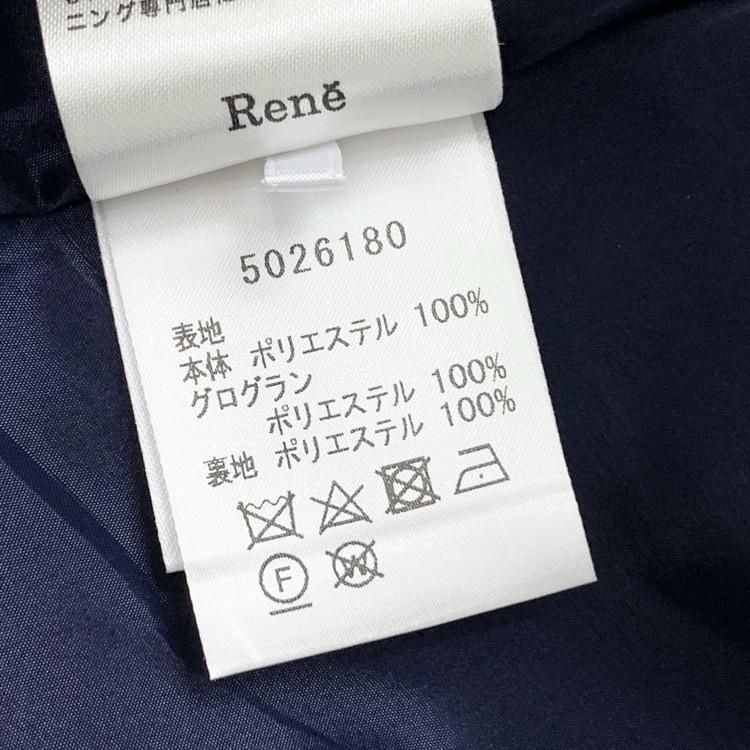 ニング専門店に
René
5026180
表地
本体 ポリエステル 100%
グログラン
ポリエステル 100%
裏地 ポリエステル 100%
F W